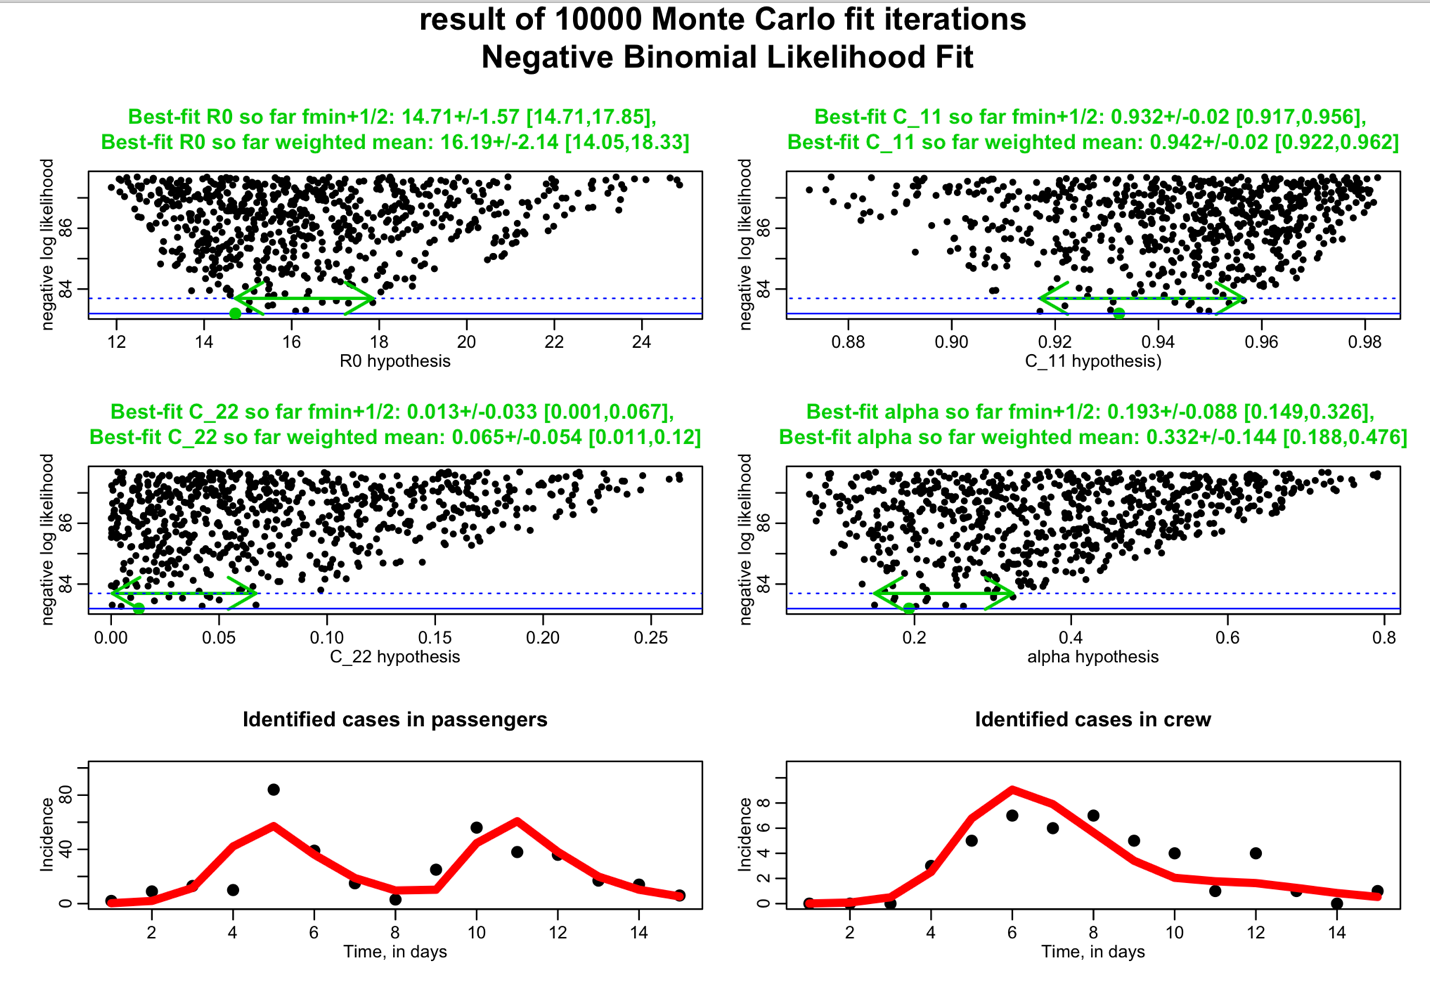 result of 10000 Monte Carlo fit iterations
Negative Binomial Likelihood Fit
Best-fit R0 so far fmin+1/2: 14.71+/-1.57 [14.71,17.85],
Best-fit R0 so far weighted mean: 16.19+/-2.14 [14.05,18.33]
negative log likelihood
84 86
12 14 16 18 20 22 24
R0 hypothesis
Best-fit C_11 so far fmin+1/2: 0.932+/-0.02 [0.917,0.956],
Best-fit C_11 so far weighted mean: 0.942+/-0.02 [0.922,0.962]
negative log likelihood
84 86
0.88 0.90 0.92 0.94 0.96 0.98
C_11 hypothesis)
Best-fit C_22 so far fmin+1/2: 0.013+/-0.033 [0.001,0.067],
Best-fit C_22 so far weighted mean: 0.065+/-0.054 [0.011,0.12]
negative log likelihood
84 86
0.00 0.05 0.10 0.15 0.20 0.25
C_22 hypothesis
Best-fit alpha so far fmin+1/2: 0.193+/-0.088 [0.149,0.326],
Best-fit alpha so far weighted mean: 0.332+/-0.144 [0.188,0.476]
negative log likelihood
84 86
0.2 0.4 0.6 0.8
alpha hypothesis
Identified cases in passengers
Incidence
0 40 80
2 4 6 8 10 12 14
Time, in days
Identified cases in crew
Incidence
0 2 4 6 8
2 4 6 8 10 12 14
Time, in days